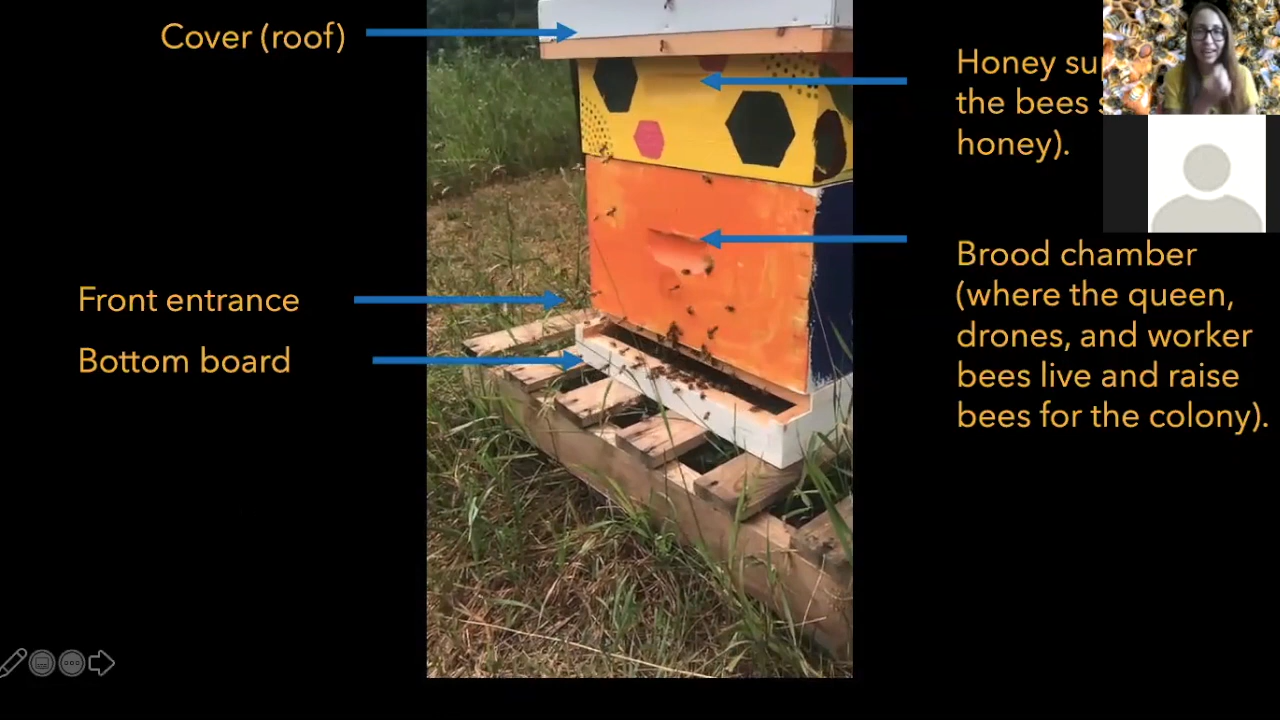 Cover (roof)
Honey
the bees
honey).
Brood chamber
(where the queen,
drones, and worker
bees live and raise
bees for the colony).
Front entrance
Bottom board